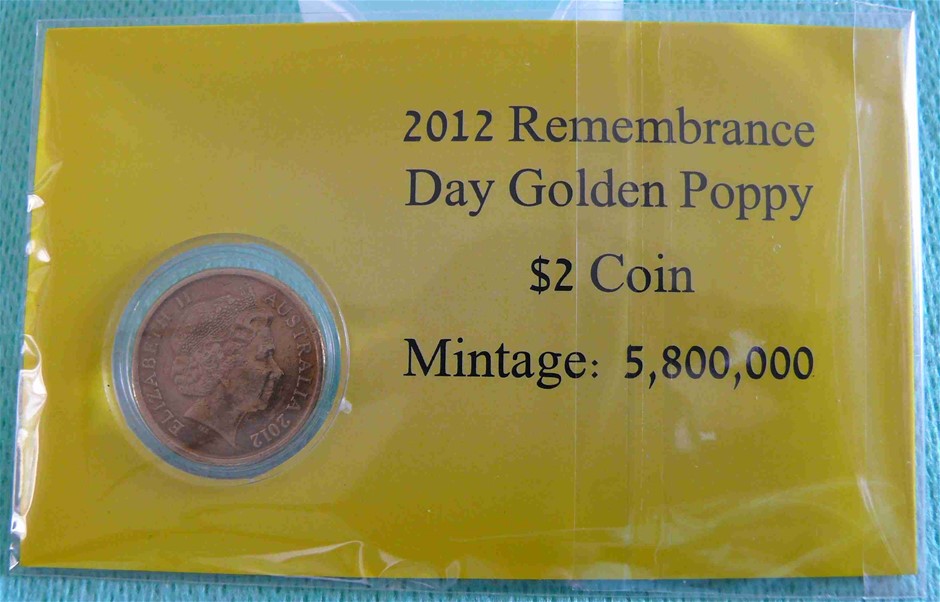 2012 Remembrance
Day Golden Poppy
$2 Coin
Mintage: 5,800,000
ELIZABETH II
AUSTRALIA 2012